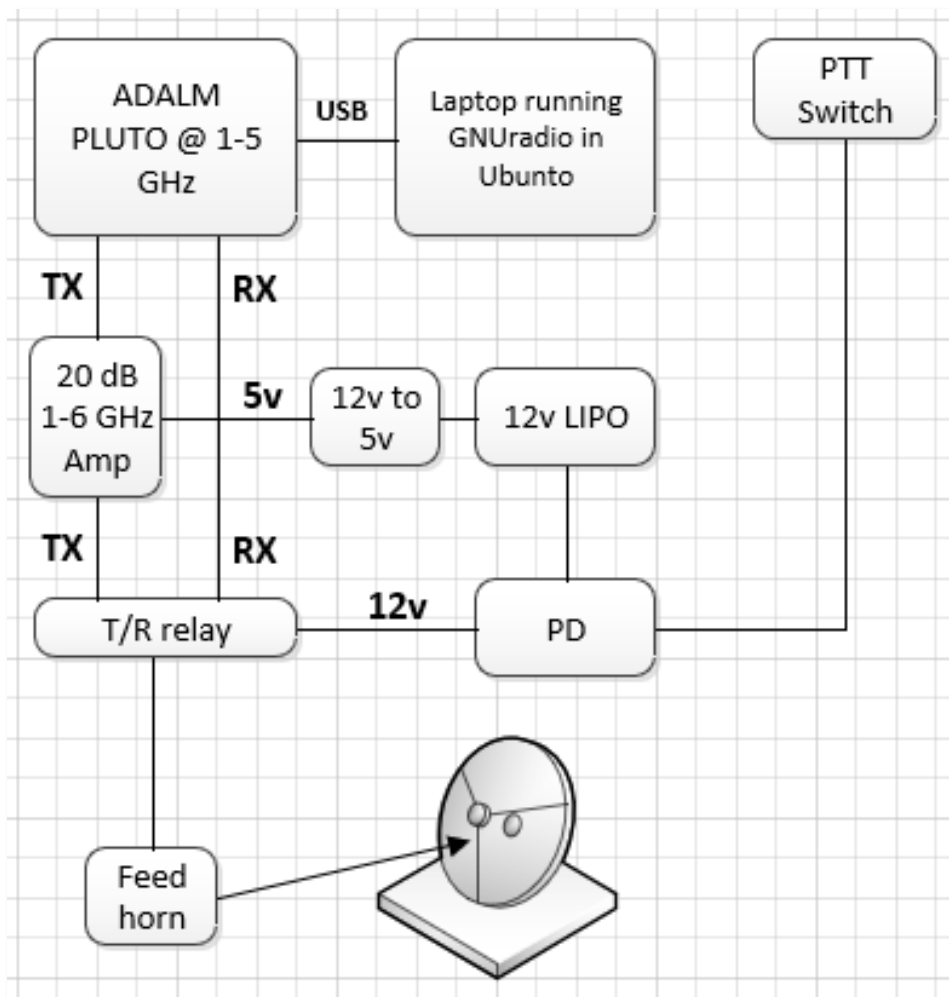 ADALM
PLUTO @ 1-5
GHz
USB
Laptop running
GNUradio in
Ubunto
PTT
Switch
TX
RX
20 dB
1-6 GHz
Amp
5v
12v to
5v
12v LIPO
TX
RX
T/R relay
12v
PD
Feed
horn